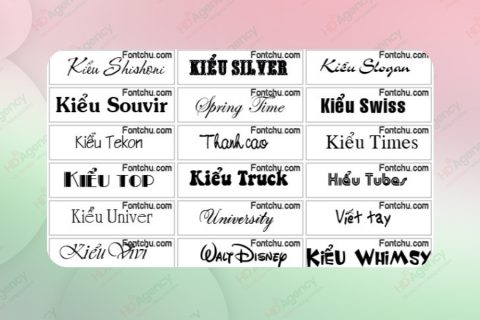 Fontchu.com Fontchu.com Fontchu.com
Kiểu Shishoni KIỂU SILVER Kiểu Slogan
Fontchu.com Fontchu.com Fontchu.com
Kiểu Souvir Spring Time Kiểu Swiss
Fontchu.com Fontchu.com Fontchu.com
Kiểu Tekon Thanh cao Kiểu Times
Fontchu.com Fontchu.com Fontchu.com
KIỂU TOP Kiểu Truck Kiểu Tubes
Fontchu.com Fontchu.com Fontchu.com
Kiểu Univer University Viết tay
Fontchu.com Fontchu.com Fontchu.com
Kiểu Vivi WALT DISNEY KIỂU WHIMSY
HD Agency